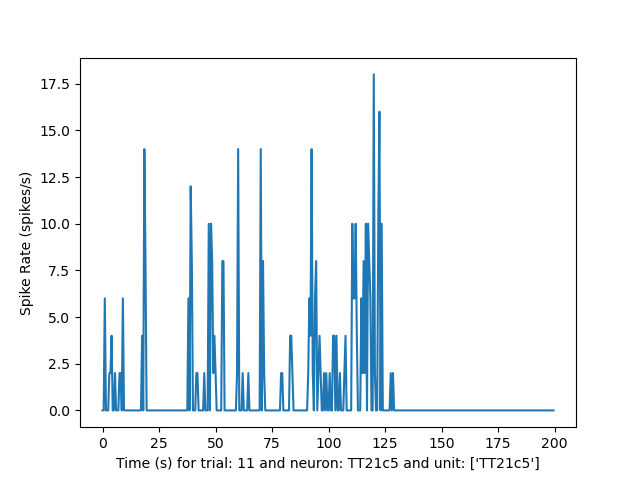 17.5
15.0
12.5
10.0
7.5
5.0
2.5
0.0
Spike Rate (spikes/s)
0 25 50 75 100 125 150 175 200
Time (s) for trial: 11 and neuron: TT21c5 and unit: ['TT21c5']